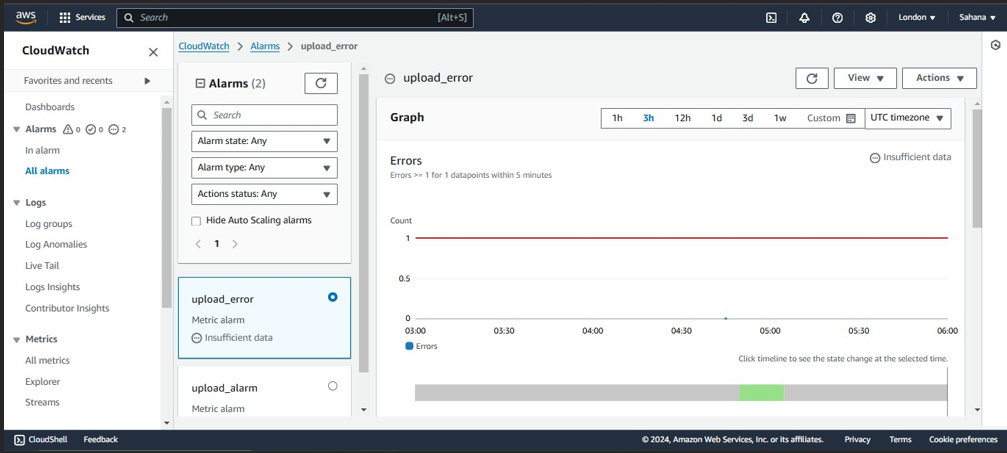 aws Services Search [Alt+S] London Sahana
CloudWatch
Favorites and recents
Dashboards
Alarms 0 0 2
In alarm
All alarms
Logs
Log groups
Log Anomalies
Live Tail
Logs Insights
Contributor Insights
Metrics
All metrics
Explorer
Streams
CloudWatch > Alarms > upload_error
Alarms (2)
Search
Alarm state: Any
Alarm type: Any
Actions status: Any
Hide Auto Scaling alarms
1
upload_error
Metric alarm
Insufficient data
upload_alarm
Metric alarm
upload_error View Actions
Graph 1h 3h 12h 1d 3d 1w Custom UTC timezone
Errors Insufficient data
Errors >= 1 for 1 datapoints within 5 minutes
Count
1
0.5
0
03:00 03:30 04:00 04:30 05:00 05:30 06:00
Errors
Click timeline to see the state change at the selected time.
CloudShell Feedback © 2024, Amazon Web Services, Inc. or its affiliates. Privacy Terms Cookie preferences